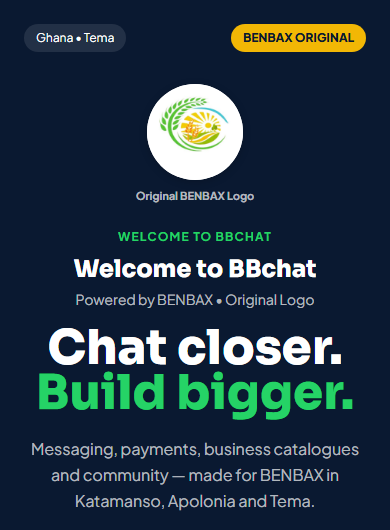 Ghana • Tema
BENBAX ORIGINAL
Original BENBAX Logo
WELCOME TO BBCHAT
Welcome to BBchat
Powered by BENBAX • Original Logo
Chat closer.
Build bigger.
Messaging, payments, business catalogues
and community — made for BENBAX in
Katamanso, Apolonia and Tema.